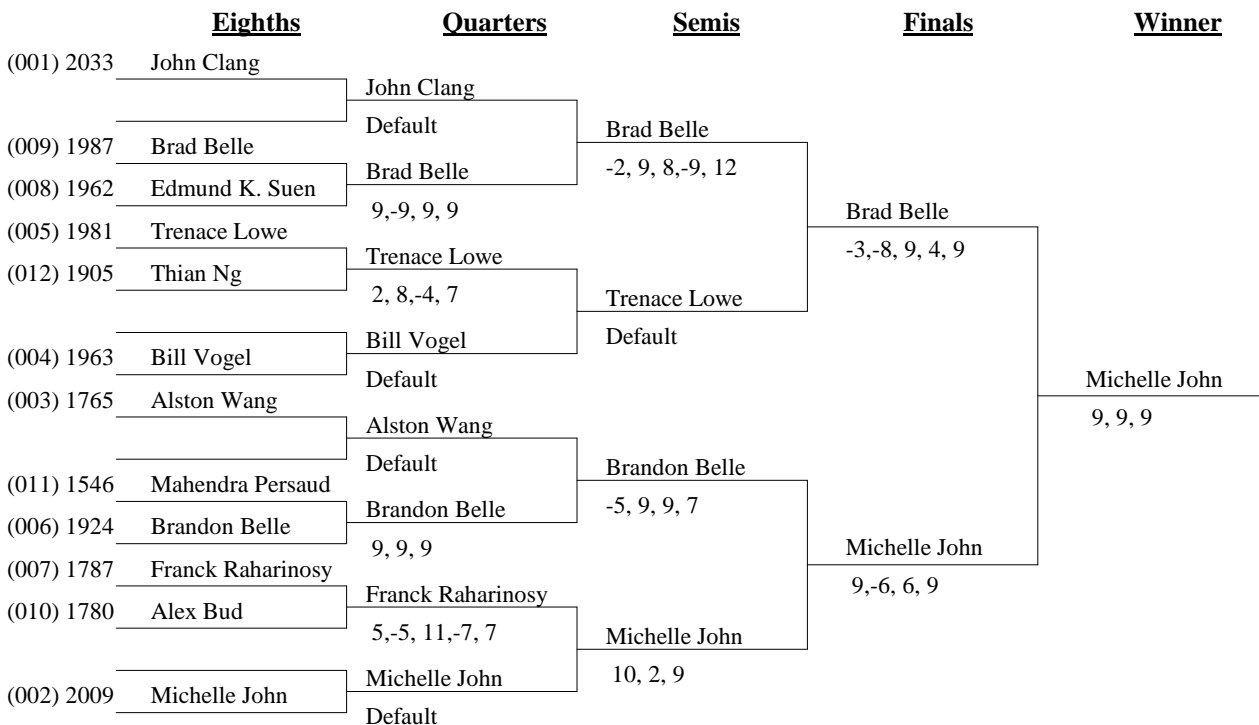 Eighths Quarters Semis Finals Winner
(001) 2033 John Clang
John Clang
Default
Brad Belle
(009) 1987 Brad Belle
-2, 9, 8,-9, 12
Brad Belle
(008) 1962 Edmund K. Suen
9,-9, 9, 9
Brad Belle
(005) 1981 Trenace Lowe
-3,-8, 9, 4, 9
Trenace Lowe
(012) 1905 Thian Ng
2, 8,-4, 7
Trenace Lowe
Default
Bill Vogel
(004) 1963 Bill Vogel
Default
Michelle John
(003) 1765 Alston Wang
9, 9, 9
Alston Wang
Default
Brandon Belle
(011) 1546 Mahendra Persaud
-5, 9, 9, 7
Brandon Belle
(006) 1924 Brandon Belle
9, 9, 9
Michelle John
(007) 1787 Franck Raharinosy
9,-6, 6, 9
Franck Raharinosy
(010) 1780 Alex Bud
5,-5, 11,-7, 7
Michelle John
10, 2, 9
Michelle John
(002) 2009 Michelle John
Default